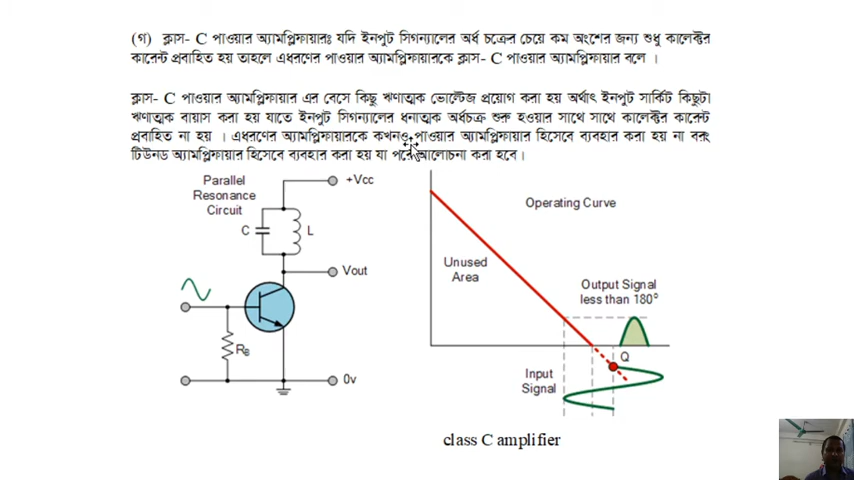 (গ) ক্লাস- C পাওয়ার অ্যামপ্লিফায়ারঃ যদি ইনপুট সিগন্যালের অর্ধ চক্রের চেয়ে কম অংশের জন্য শুধু কালেক্টর
কারেন্ট প্রবাহিত হয় তাহলে এধরণের পাওয়ার অ্যামপ্লিফায়ারকে ক্লাস- C পাওয়ার অ্যামপ্লিফায়ার বলে ।
ক্লাস- C পাওয়ার অ্যামপ্লিফায়ার এর বেসে কিছু ঋণাত্মক ভোল্টেজ প্রয়োগ করা হয় অর্থাৎ ইনপুট সার্কিট কিছুটা
ঋণাত্মক বায়াস করা হয় যাতে ইনপুট সিগন্যালের ধনাত্মক অর্ধচক্র শুরু হওয়ার সাথে সাথে কালেক্টর কারেন্ট
প্রবাহিত না হয় । এধরণের অ্যামপ্লিফায়ারকে কখনও পাওয়ার অ্যামপ্লিফায়ার হিসেবে ব্যবহার করা হয় না বরং
টিউনড অ্যামপ্লিফায়ার হিসেবে ব্যবহার করা হয় যা পরে আলোচনা করা হবে।
Parallel
Resonance
Circuit
+Vcc
C
L
Vout
RB
0v
Operating Curve
Unused
Area
Output Signal
less than 180°
Q
Input
Signal
class C amplifier